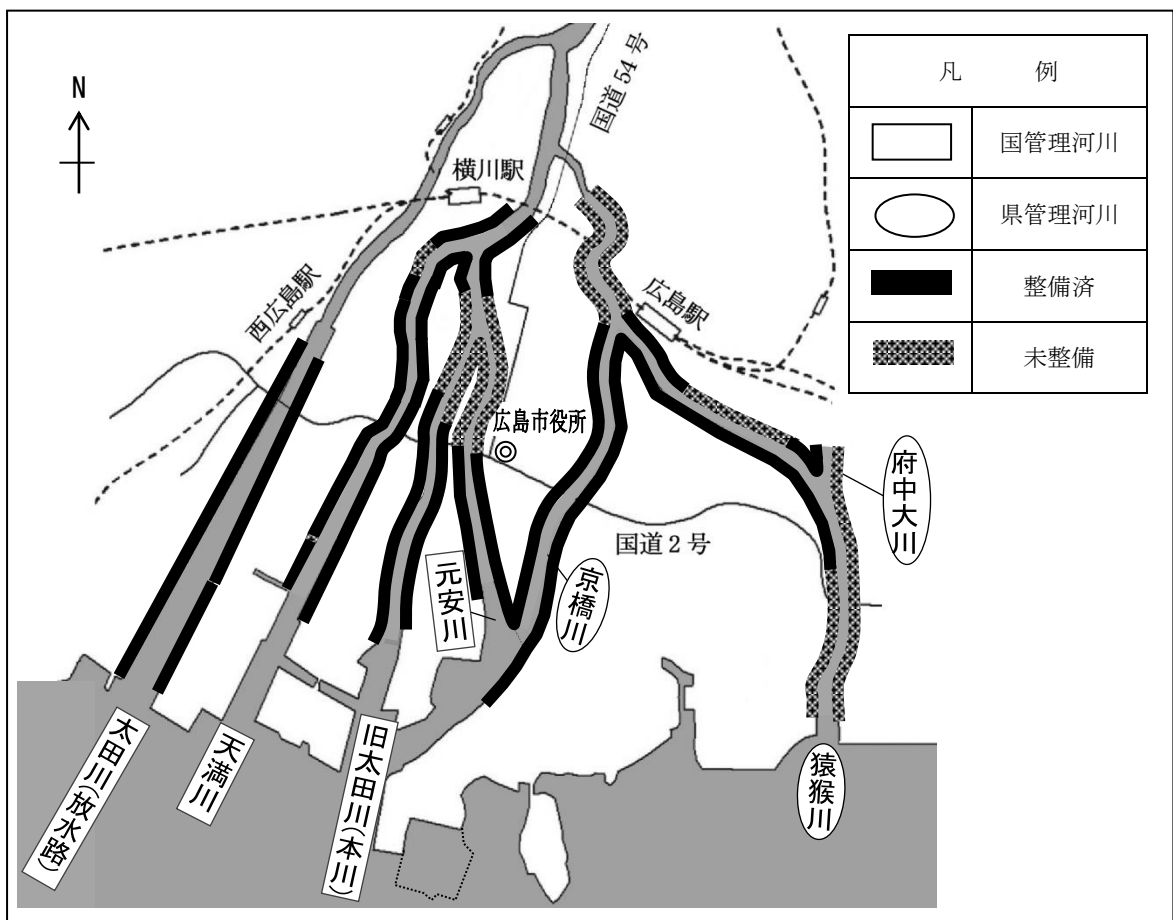 N
国道54号
横川駅
西広島駅
広島駅
広島市役所
国道2号
府中大川
京橋川
元安川
猿猴川
旧太田川(本川)
天満川
太田川(放水路)
凡 例
国管理河川
県管理河川
整備済
未整備